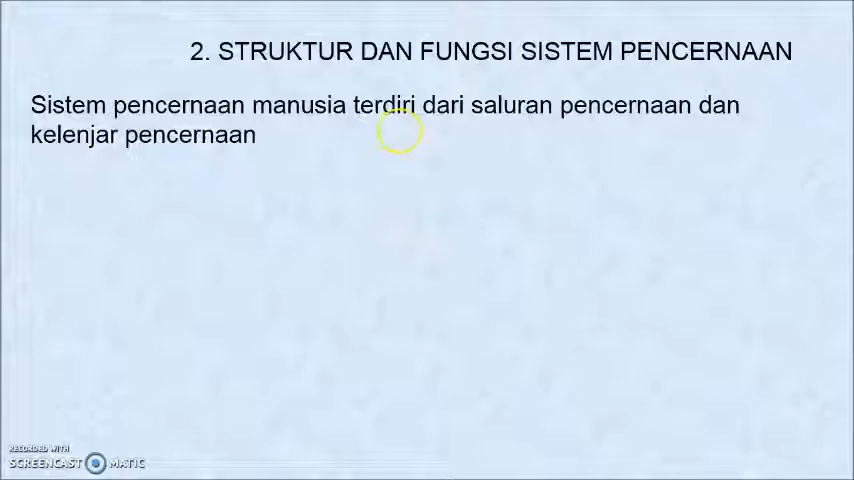 2. STRUKTUR DAN FUNGSI SISTEM PENCERNAAN
Sistem pencernaan manusia terdiri dari saluran pencernaan dan
kelenjar pencernaan
RECORDED WITH
SCREENCAST MATIC